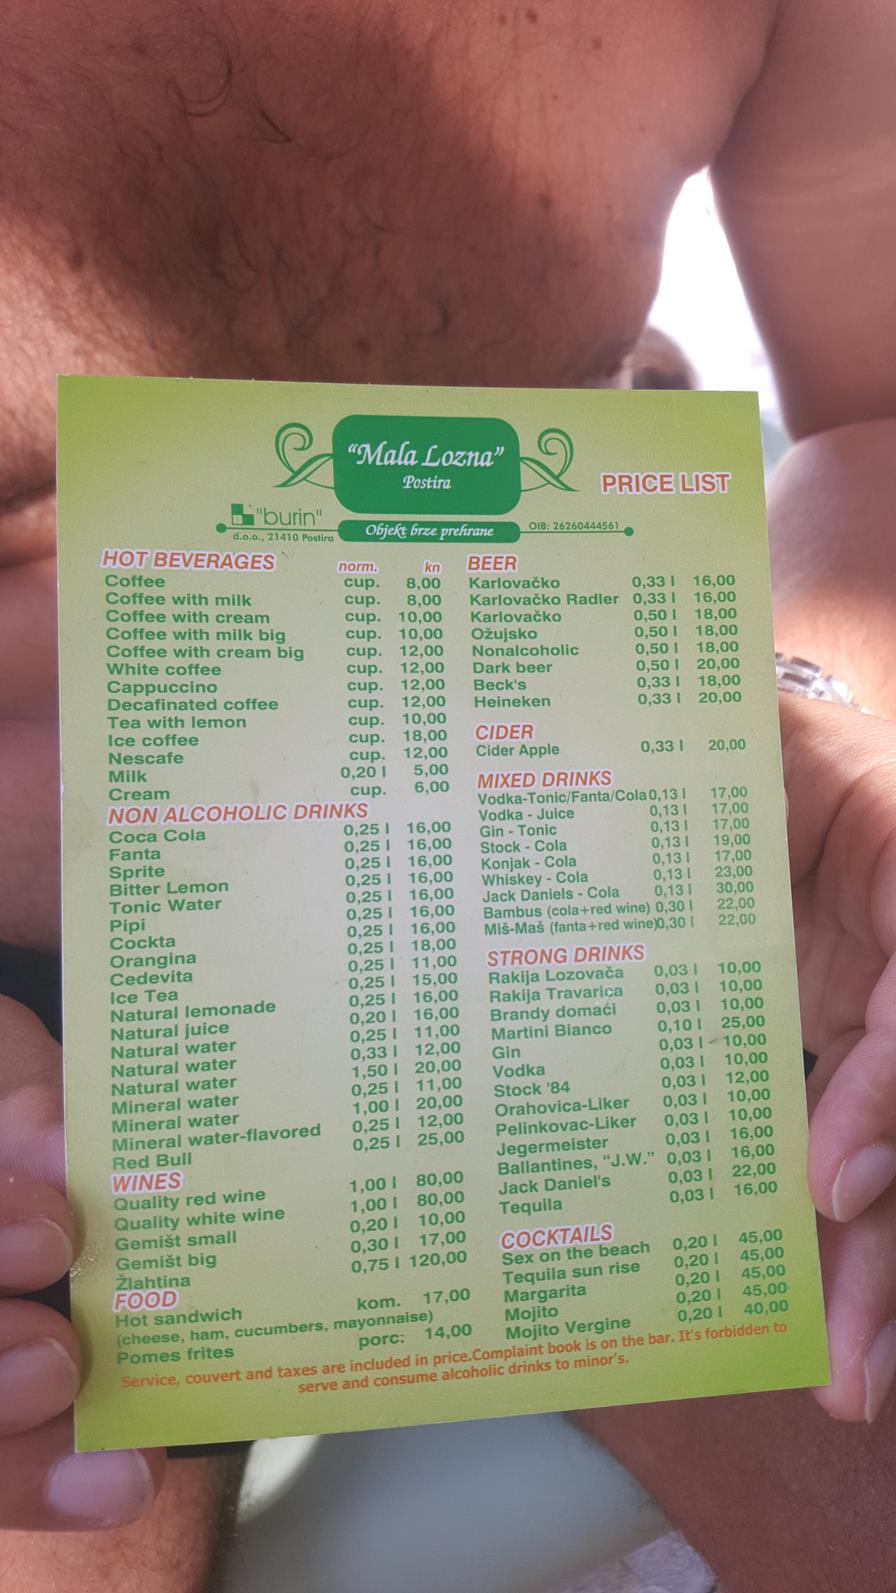 "Mala Lozna"
Postira
PRICE LIST
"burin"
d.o.o., 21410 Postira
Objekt brze prehrane
OIB: 26260444561
HOT BEVERAGES norm. kn
Coffee cup. 8,00
Coffee with milk cup. 8,00
Coffee with cream cup. 10,00
Coffee with milk big cup. 10,00
Coffee with cream big cup. 12,00
White coffee cup. 12,00
Cappuccino cup. 12,00
Decafinated coffee cup. 12,00
Tea with lemon cup. 10,00
Ice coffee cup. 18,00
Nescafe cup. 12,00
Milk 0,20 l 5,00
Cream cup. 6,00
NON ALCOHOLIC DRINKS
Coca Cola 0,25 l 16,00
Fanta 0,25 l 16,00
Sprite 0,25 l 16,00
Bitter Lemon 0,25 l 16,00
Tonic Water 0,25 l 16,00
Pipi 0,25 l 16,00
Cockta 0,25 l 16,00
Orangina 0,25 l 18,00
Cedevita 0,25 l 11,00
Ice Tea 0,25 l 15,00
Natural lemonade 0,25 l 16,00
Natural juice 0,20 l 16,00
Natural water 0,25 l 11,00
Natural water 0,33 l 12,00
Natural water 1,50 l 20,00
Mineral water 0,25 l 11,00
Mineral water 1,00 l 20,00
Mineral water-flavored 0,25 l 12,00
Red Bull 0,25 l 25,00
WINES
Quality red wine 1,00 l 80,00
Quality white wine 1,00 l 80,00
Gemišt small 0,20 l 10,00
Gemišt big 0,30 l 17,00
Žlahtina 0,75 l 120,00
FOOD
Hot sandwich kom. 17,00
(cheese, ham, cucumbers, mayonnaise)
Pomes frites porc: 14,00
BEER
Karlovačko 0,33 l 16,00
Karlovačko Radler 0,33 l 16,00
Karlovačko 0,50 l 18,00
Ožujsko 0,50 l 18,00
Nonalcoholic 0,50 l 18,00
Dark beer 0,50 l 20,00
Beck's 0,33 l 18,00
Heineken 0,33 l 20,00
CIDER
Cider Apple 0,33 l 20,00
MIXED DRINKS
Vodka-Tonic/Fanta/Cola 0,13 l 17,00
Vodka - Juice 0,13 l 17,00
Gin - Tonic 0,13 l 17,00
Stock - Cola 0,13 l 19,00
Konjak - Cola 0,13 l 17,00
Whiskey - Cola 0,13 l 23,00
Jack Daniels - Cola 0,13 l 30,00
Bambus (cola+red wine) 0,30 l 22,00
Miš-Maš (fanta+red wine)0,30 l 22,00
STRONG DRINKS
Rakija Lozovača 0,03 l 10,00
Rakija Travarica 0,03 l 10,00
Brandy domaći 0,03 l 10,00
Martini Bianco 0,10 l 25,00
Gin 0,03 l 10,00
Vodka 0,03 l 10,00
Stock '84 0,03 l 12,00
Orahovica-Liker 0,03 l 10,00
Pelinkovac-Liker 0,03 l 10,00
Jegermeister 0,03 l 16,00
Ballantines, "J.W." 0,03 l 16,00
Jack Daniel's 0,03 l 22,00
Tequila 0,03 l 16,00
COCKTAILS
Sex on the beach 0,20 l 45,00
Tequila sun rise 0,20 l 45,00
Margarita 0,20 l 45,00
Mojito 0,20 l 45,00
Mojito Vergine 0,20 l 40,00
Service, couvert and taxes are included in price.Complaint book is on the bar. It's forbidden to
serve and consume alcoholic drinks to minor's.